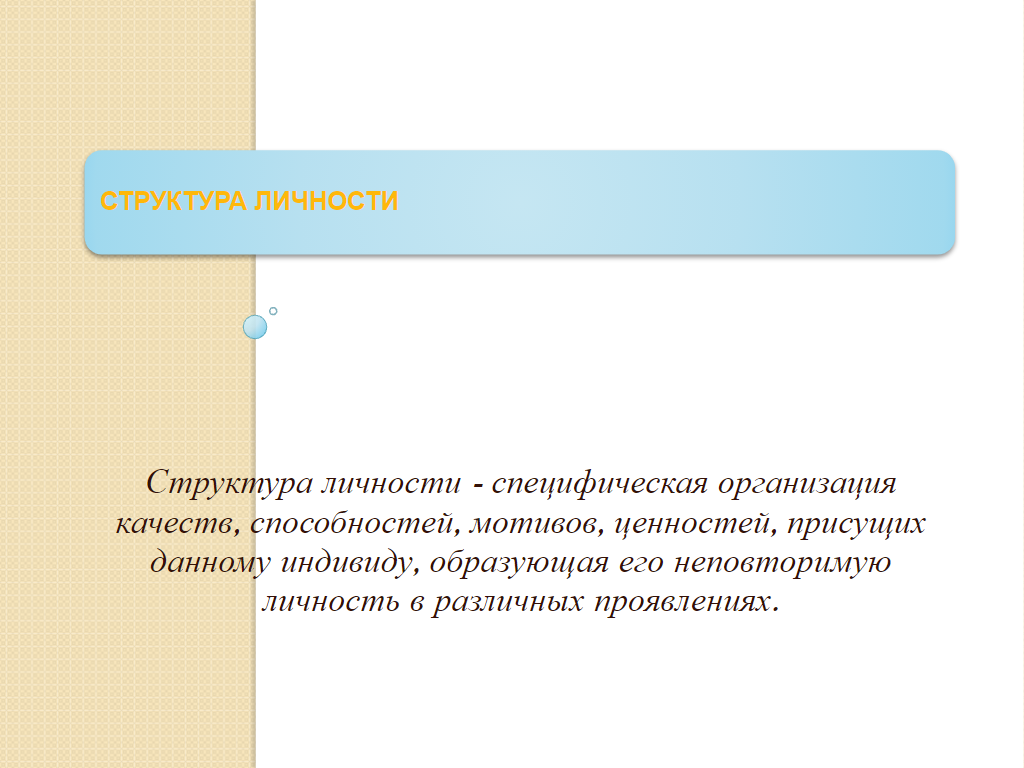 СТРУКТУРА ЛИЧНОСТИ
Структура личности - специфическая организация
качеств, способностей, мотивов, ценностей, присущих
данному индивиду, образующая его неповторимую
личность в различных проявлениях.